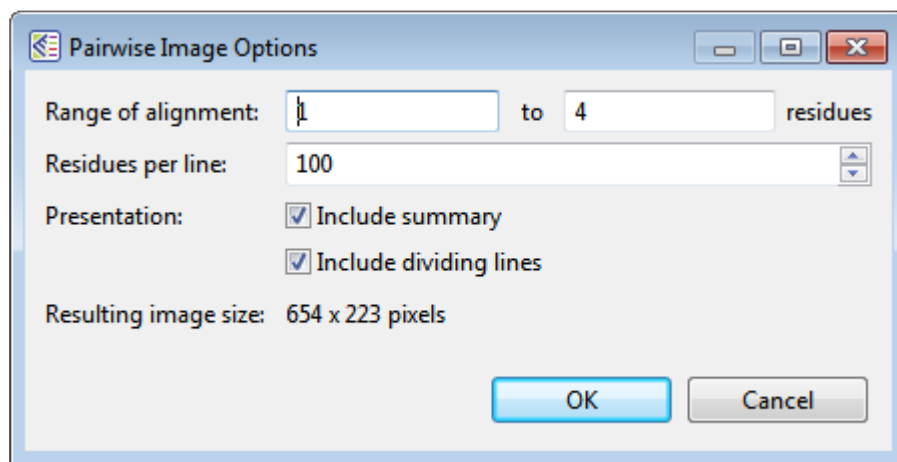 Pairwise Image Options
Range of alignment: 1 to 4 residues
Residues per line: 100
Presentation: Include summary
Include dividing lines
Resulting image size: 654 x 223 pixels
OK Cancel